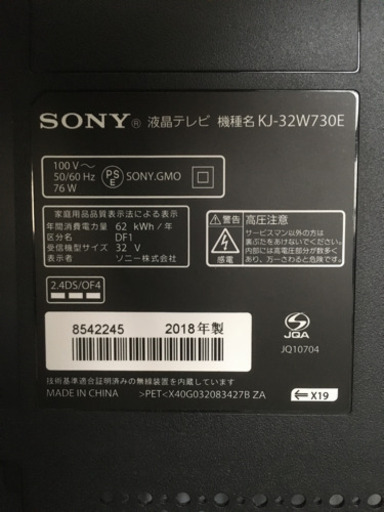 SONY® 液晶テレビ 機種名 KJ-32W730E
100 V～
50/60 Hz
76 W
PSE
SONY.GMO
家庭用品品質表示法による表示
年間消費電力量 62 kWh/年
区分名 DF1
受信機型サイズ 32 V
ソニー株式会社
⚠警告 高圧注意
感電
サービスマン以外の方は
裏ぶたをあけないでください。
内部には高電圧部分が数多く
あり、万一さわると危険です。
2.4DS/OF4
8542245 2018年製
JQA
JQ10704
技術基準適合証明済みの無線装置を内蔵しています
MADE IN CHINA >PET<X40G032083427B ZA
X19